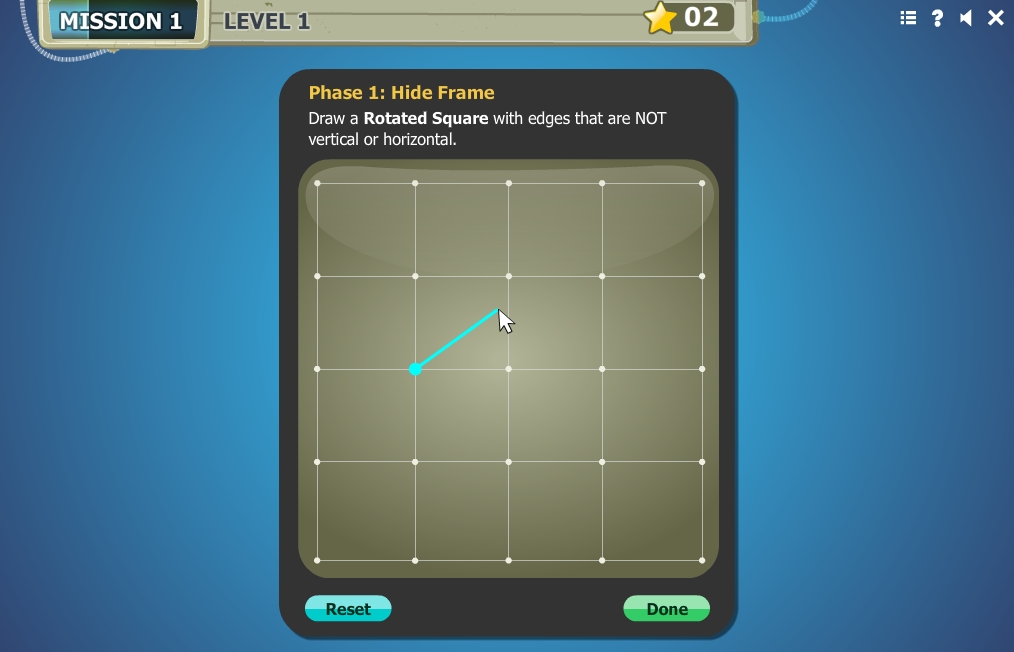 MISSION 1
LEVEL 1
02
?
Phase 1: Hide Frame
Draw a Rotated Square with edges that are NOT
vertical or horizontal.
Reset
Done